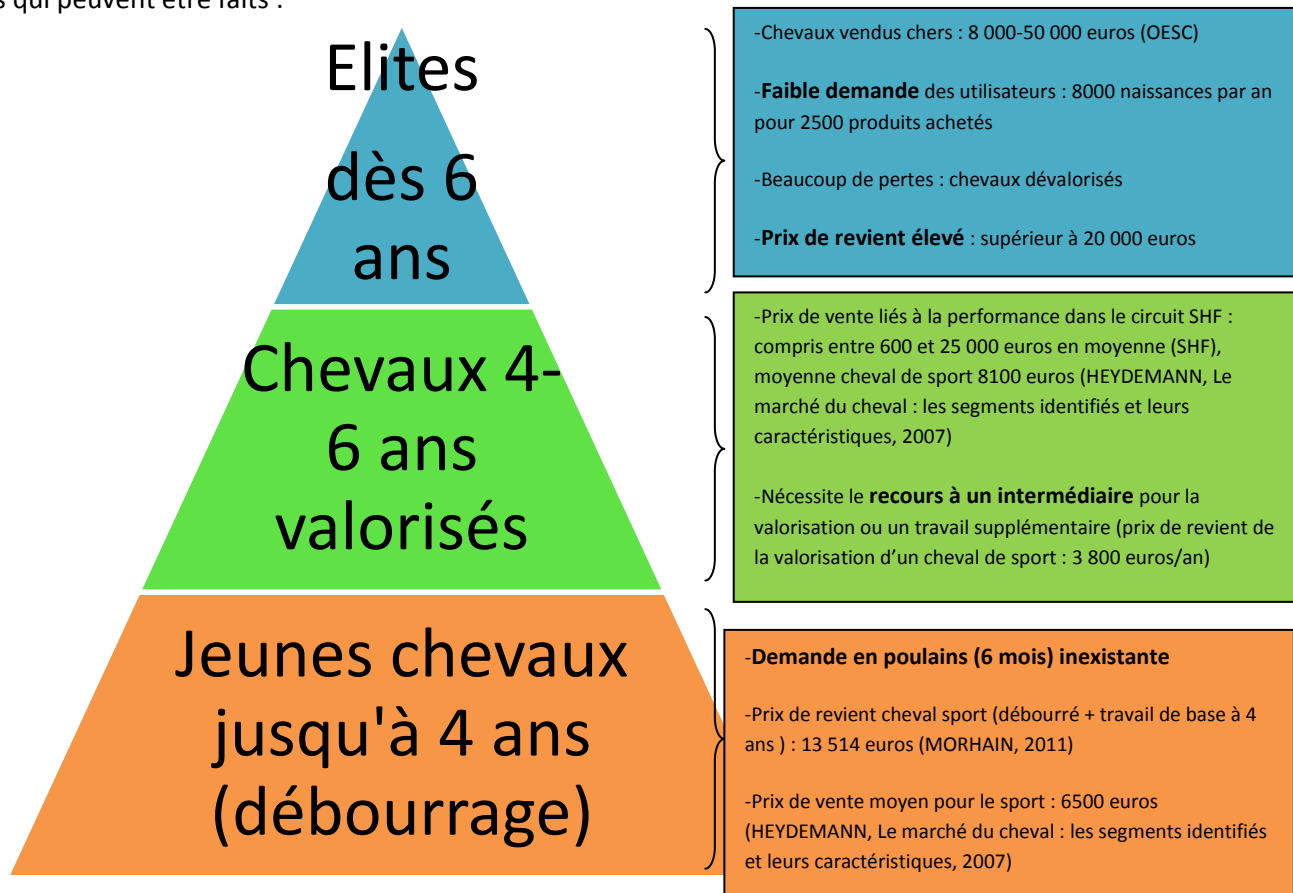 s qui peuvent être faits :
Elites
dès 6
ans
-Chevaux vendus chers : 8 000-50 000 euros (OESC)
-Faible demande des utilisateurs : 8000 naissances par an
pour 2500 produits achetés
-Beaucoup de pertes : chevaux dévalorisés
-Prix de revient élevé : supérieur à 20 000 euros
Chevaux 4-
6 ans
valorisés
-Prix de vente liés à la performance dans le circuit SHF :
compris entre 600 et 25 000 euros en moyenne (SHF),
moyenne cheval de sport 8100 euros (HEYDEMANN, Le
marché du cheval : les segments identifiés et leurs
caractéristiques, 2007)
-Nécessite le recours à un intermédiaire pour la
valorisation ou un travail supplémentaire (prix de revient de
la valorisation d’un cheval de sport : 3 800 euros/an)
Jeunes chevaux
jusqu'à 4 ans
(débourrage)
-Demande en poulains (6 mois) inexistante
-Prix de revient cheval sport (débourré + travail de base à 4
ans ) : 13 514 euros (MORHAIN, 2011)
-Prix de vente moyen pour le sport : 6500 euros
(HEYDEMANN, Le marché du cheval : les segments identifiés
et leurs caractéristiques, 2007)